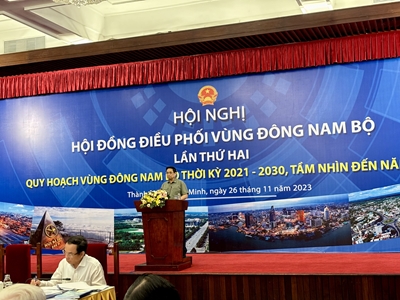 HỘI NGHỊ
HỘI ĐỒNG ĐIỀU PHỐI VÙNG ĐÔNG NAM BỘ
LẦN THỨ HAI
QUY HOẠCH VÙNG ĐÔNG NAM BỘ THỜI KỲ 2021 - 2030, TẦM NHÌN ĐẾN
Minh, ngày 26 tháng 11 năm 2023